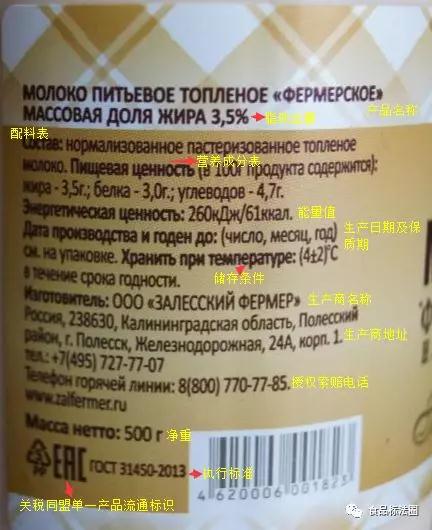 МОЛОКО ПИТЬЕВОЕ ТОПЛЕНОЕ «ФЕРМЕРСКОЕ»
产品名称
МАССОВАЯ ДОЛЯ ЖИРА 3,5%
配料表
Состав: нормализованное пастеризованное топленое
молоко. Пищевая ценность (в 100г продукта содержится):
营养成分表
жира - 3,5г.; белка - 3,0г.; углеводов - 4,7г.
Энергетическая ценность: 260кДж/61ккал. 能量值
Дата производства и годен до: (число, месяц, год)
生产日期及保质期
см. на упаковке. Хранить при температуре: (4±2)°С
в течение срока годности.
储存条件
Изготовитель: ООО «ЗАЛЕССКИЙ ФЕРМЕР» 生产商名称
Россия, 238630, Калининградская область, Полесский
район, г. Полесск, Железнодорожная, 24А, корп. 1. 生产商地址
тел.: +7(495) 727-77-07
Телефон горячей линии: 8(800) 770-77-85. 授权索赔电话
www.zalfermer.ru
Масса нетто: 500 г 净重
EAC ГОСТ 31450-2013 执行标准
4620006001823
关税同盟单一产品流通标识
食品标法圈